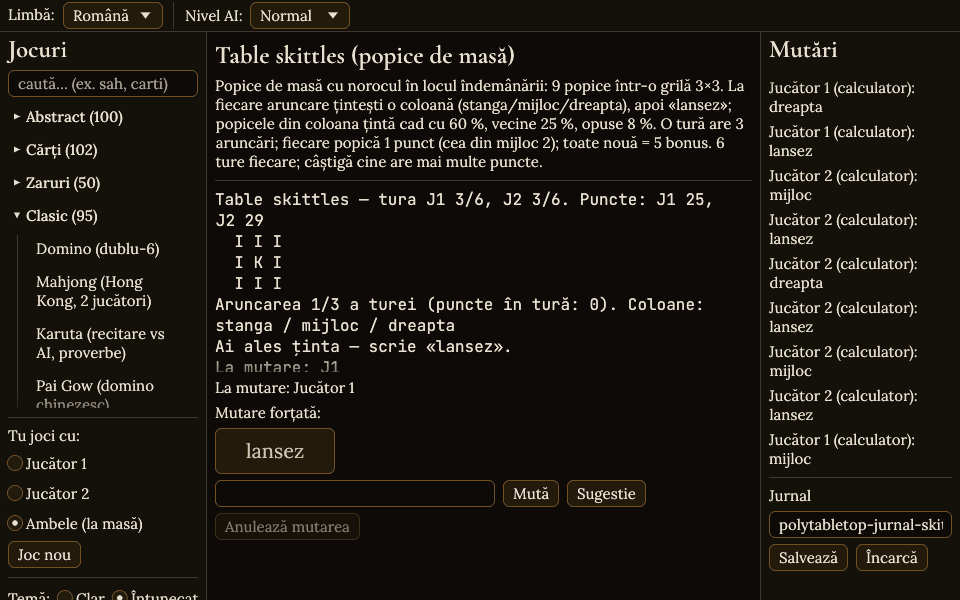 Limbă: Română ▼ Nivel AI: Normal ▼
Jocuri
caută... (ex. sah, carti)
▸ Abstract (100)
▸ Cărți (102)
▸ Zaruri (50)
▾ Clasic (95)
Domino (dublu-6)
Mahjong (Hong
Kong, 2 jucători)
Karuta (recitare vs
AI, proverbe)
Pai Gow (domino
chinezesc)
Tu joci cu:
Jucător 1
Jucător 2
Ambele (la masă)
Joc nou
Temă: Clar Întunecat
Table skittles (popice de masă)
Popice de masă cu norocul în locul îndemânării: 9 popice într-o grilă 3×3. La
fiecare aruncare țintești o coloană (stanga/mijloc/dreapta), apoi «lansez»;
popicele din coloana țintă cad cu 60 %, vecine 25 %, opuse 8 %. O tură are 3
aruncări; fiecare popică 1 punct (cea din mijloc 2); toate nouă = 5 bonus. 6
ture fiecare; câștigă cine are mai multe puncte.
Table skittles — tura J1 3/6, J2 3/6. Puncte: J1 25,
J2 29
I I I
I K I
I I I
Aruncarea 1/3 a turei (puncte în tură: 0). Coloane:
stanga / mijloc / dreapta
Ai ales ținta — scrie «lansez».
La mutare: J1
La mutare: Jucător 1
Mutare forțată:
lansez
Mută Sugestie
Anulează mutarea
Mutări
Jucător 1 (calculator):
dreapta
Jucător 1 (calculator):
lansez
Jucător 2 (calculator):
mijloc
Jucător 2 (calculator):
lansez
Jucător 2 (calculator):
dreapta
Jucător 2 (calculator):
lansez
Jucător 2 (calculator):
mijloc
Jucător 2 (calculator):
lansez
Jucător 1 (calculator):
mijloc
Jurnal
polytabletop-jurnal-ski
Salvează Încarcă